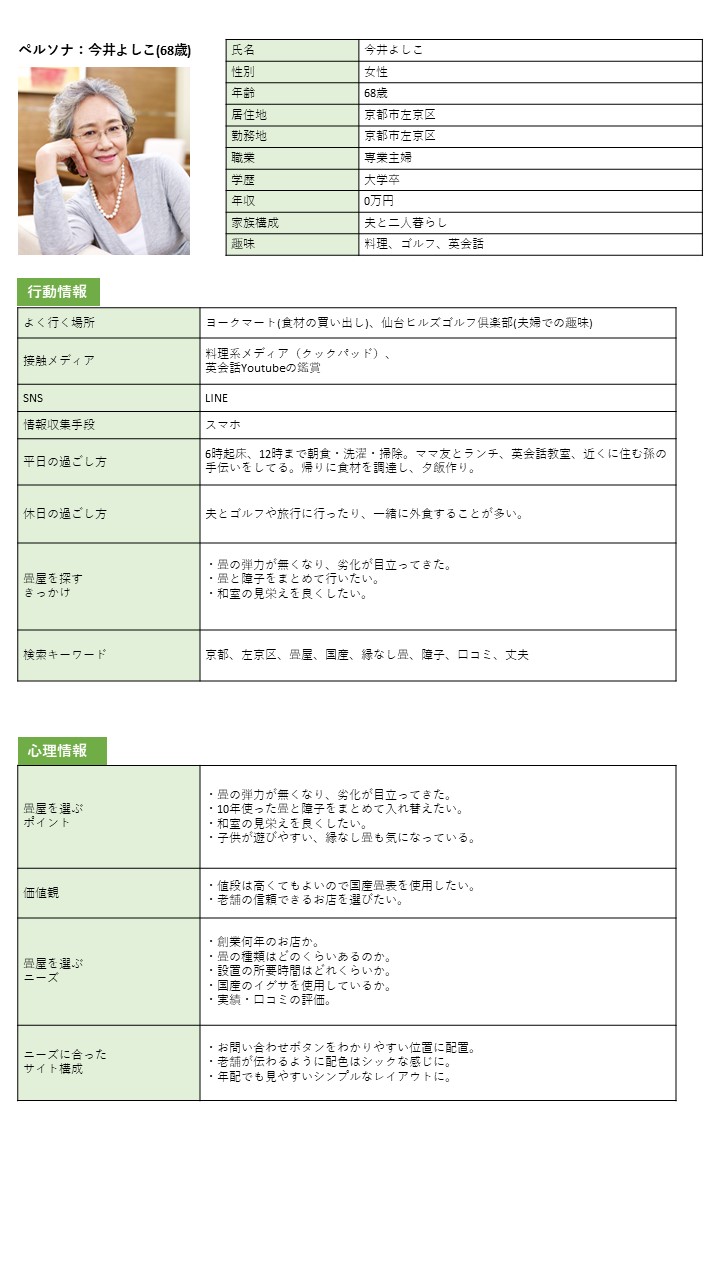 ペルソナ：今井よしこ(68歳)
氏名 今井よしこ
性別 女性
年齢 68歳
居住地 京都市左京区
勤務地 京都市左京区
職業 専業主婦
学歴 大学卒
年収 0万円
家族構成 夫と二人暮らし
趣味 料理、ゴルフ、英会話
行動情報
よく行く場所 ヨークマート(食材の買い出し)、仙台ヒルズゴルフ倶楽部(夫婦での趣味)
接触メディア
料理系メディア（クックパッド）、
英会話Youtubeの鑑賞
SNS LINE
情報収集手段 スマホ
平日の過ごし方
6時起床、12時まで朝食・洗濯・掃除。ママ友とランチ、英会話教室、近くに住む孫の
手伝いをしてる。帰りに食材を調達し、夕飯作り。
休日の過ごし方 夫とゴルフや旅行に行ったり、一緒に外食することが多い。
畳屋を探す
きっかけ
・畳の弾力が無くなり、劣化が目立ってきた。
・畳と障子をまとめて行いたい。
・和室の見栄えを良くしたい。
検索キーワード 京都、左京区、畳屋、国産、縁なし畳、障子、口コミ、丈夫
心理情報
畳屋を選ぶ
ポイント
・畳の弾力が無くなり、劣化が目立ってきた。
・10年使った畳と障子をまとめて入れ替えたい。
・和室の見栄えを良くしたい。
・子供が遊びやすい、縁なし畳も気になっている。
価値観
・値段は高くてもよいので国産畳表を使用したい。
・老舗の信頼できるお店を選びたい。
畳屋を選ぶ
ニーズ
・創業何年のお店か。
・畳の種類はどのくらいあるのか。
・設置の所要時間はどれくらいか。
・国産のイグサを使用しているか。
・実績・口コミの評価。
ニーズに合った
サイト構成
・お問い合わせボタンをわかりやすい位置に配置。
・老舗が伝わるように配色はシックな感じに。
・年配でも見やすいシンプルなレイアウトに。